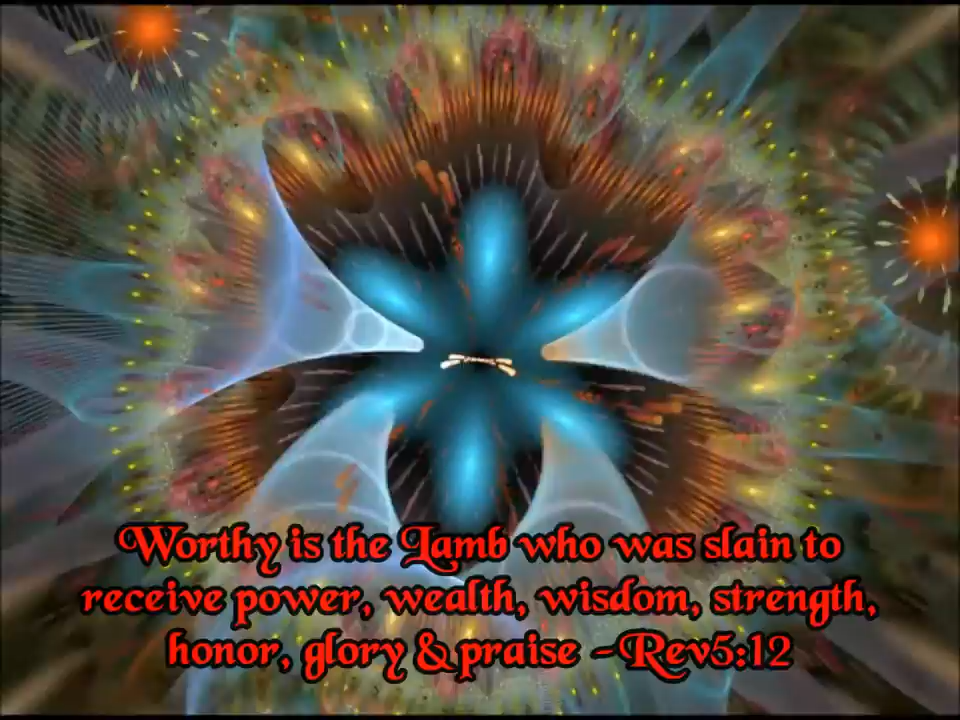 Worthy is the Lamb who was slain to
receive power, wealth, wisdom, strength,
honor, glory & praise - Rev5:12